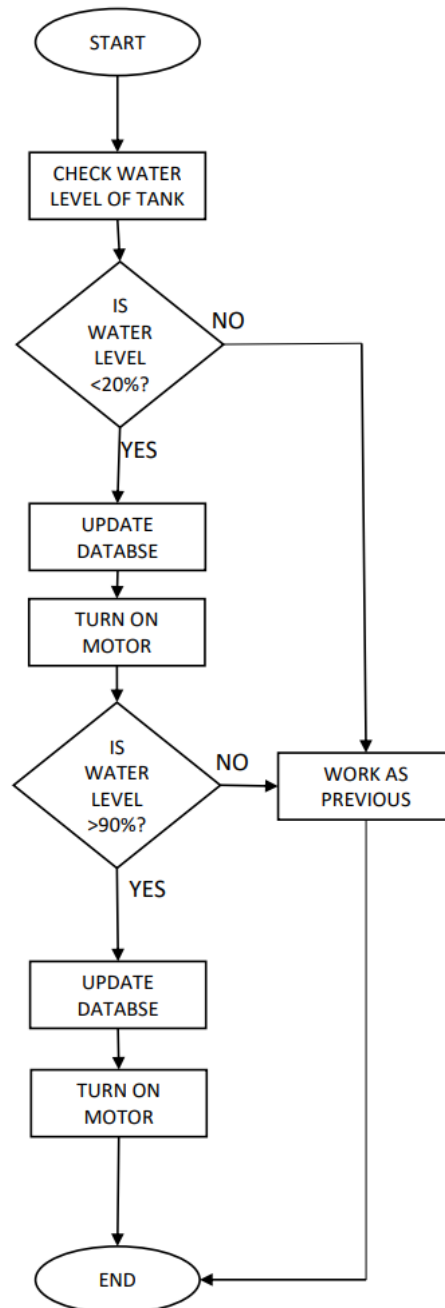 START
CHECK WATER
LEVEL OF TANK
IS
WATER
LEVEL
<20%?
NO
YES
UPDATE
DATABSE
TURN ON
MOTOR
IS
WATER
LEVEL
>90%?
NO
WORK AS
PREVIOUS
YES
UPDATE
DATABSE
TURN ON
MOTOR
END